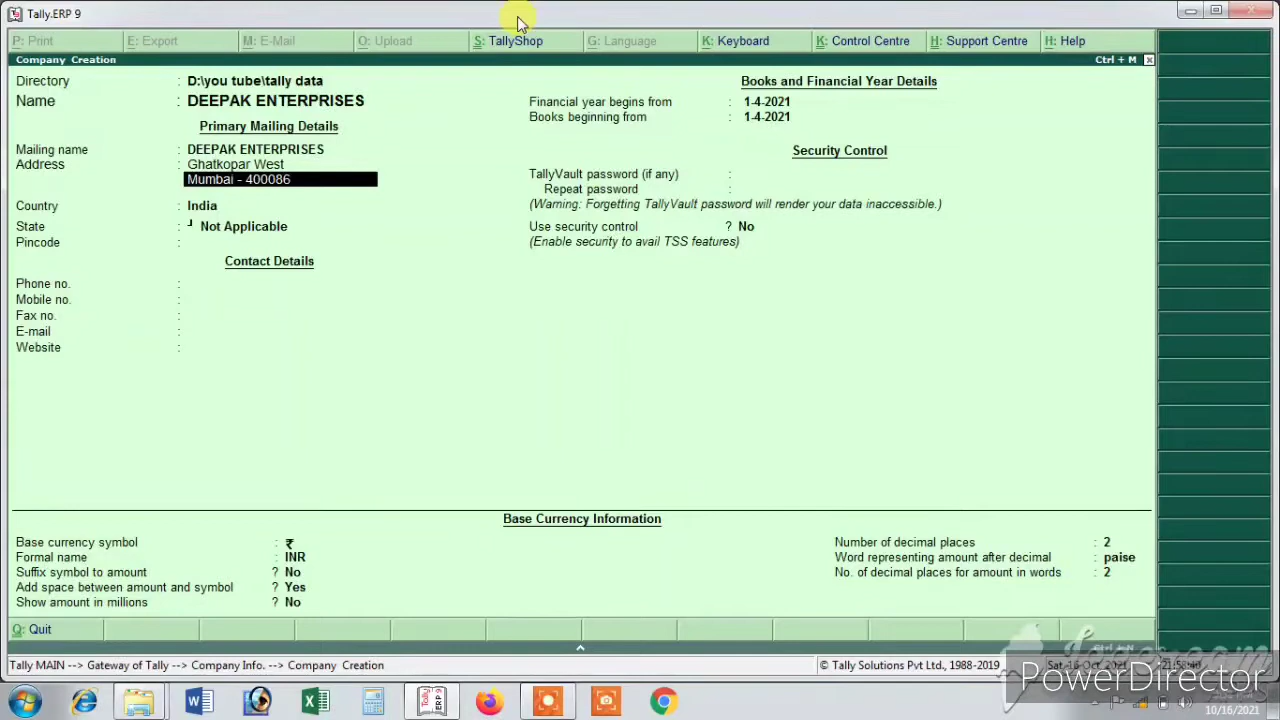 Tally.ERP 9
P: Print E: Export M: E-Mail O: Upload S: TallyShop G: Language K: Keyboard K: Control Centre H: Support Centre H: Help
Company Creation Ctrl + M
Directory : D:\you tube\tally data
Name : DEEPAK ENTERPRISES
Primary Mailing Details
Mailing name : DEEPAK ENTERPRISES
Address : Ghatkopar West
Mumbai - 400086
Country : India
State : Not Applicable
Pincode :
Contact Details
Phone no. :
Mobile no. :
Fax no. :
E-mail :
Website :
Books and Financial Year Details
Financial year begins from : 1-4-2021
Books beginning from : 1-4-2021
Security Control
TallyVault password (if any) :
Repeat password :
(Warning: Forgetting TallyVault password will render your data inaccessible.)
Use security control ? No
(Enable security to avail TSS features)
Base Currency Information
Base currency symbol : ₹
Formal name : INR
Suffix symbol to amount ? No
Add space between amount and symbol ? Yes
Show amount in millions ? No
Number of decimal places : 2
Word representing amount after decimal : paise
No. of decimal places for amount in words : 2
Q: Quit
Tally MAIN --> Gateway of Tally --> Company Info. --> Company Creation © Tally Solutions Pvt Ltd., 1988-2019 Sat, 16 Oct, 2021
PowerDirector
10/16/2021